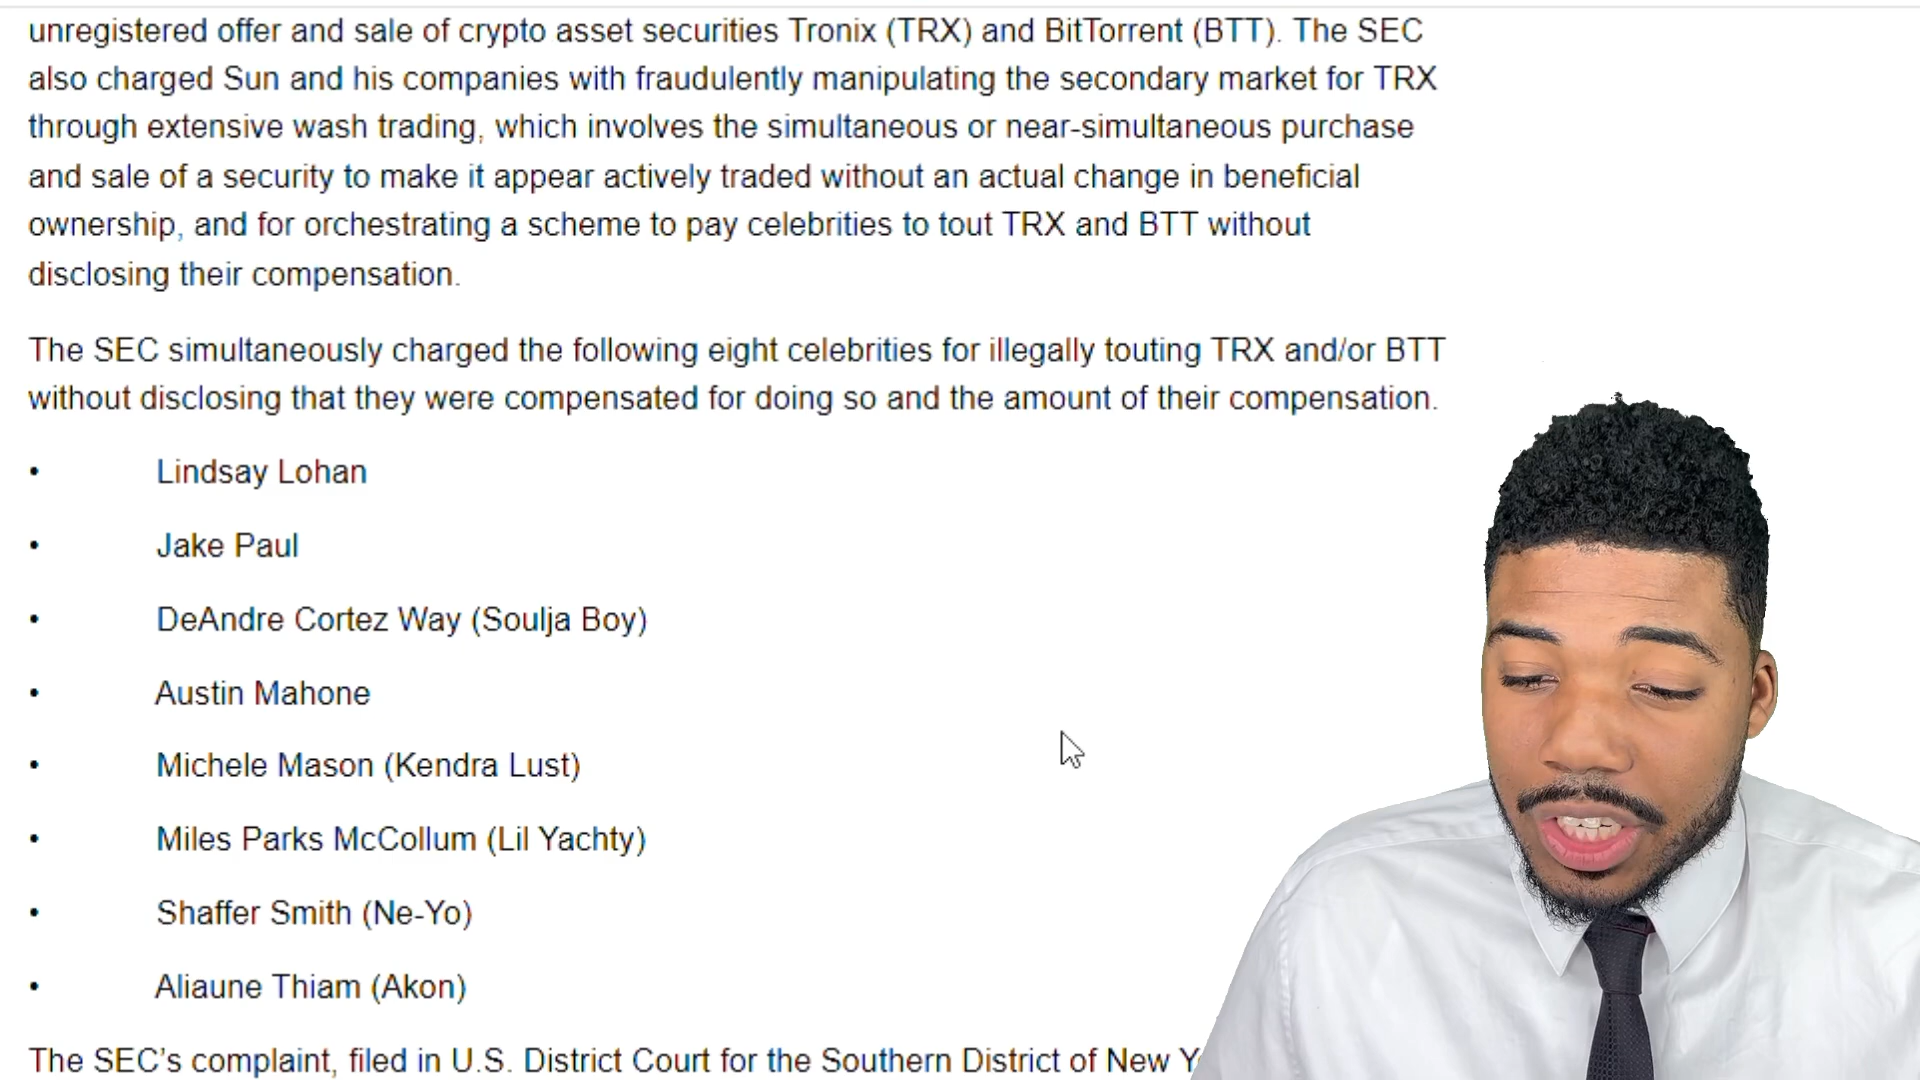 unregistered offer and sale of crypto asset securities Tronix (TRX) and BitTorrent (BTT). The SEC
also charged Sun and his companies with fraudulently manipulating the secondary market for TRX
through extensive wash trading, which involves the simultaneous or near-simultaneous purchase
and sale of a security to make it appear actively traded without an actual change in beneficial
ownership, and for orchestrating a scheme to pay celebrities to tout TRX and BTT without
disclosing their compensation.
The SEC simultaneously charged the following eight celebrities for illegally touting TRX and/or BTT
without disclosing that they were compensated for doing so and the amount of their compensation.
• Lindsay Lohan
• Jake Paul
• DeAndre Cortez Way (Soulja Boy)
• Austin Mahone
• Michele Mason (Kendra Lust)
• Miles Parks McCollum (Lil Yachty)
• Shaffer Smith (Ne-Yo)
• Aliaune Thiam (Akon)
The SEC’s complaint, filed in U.S. District Court for the Southern District of New